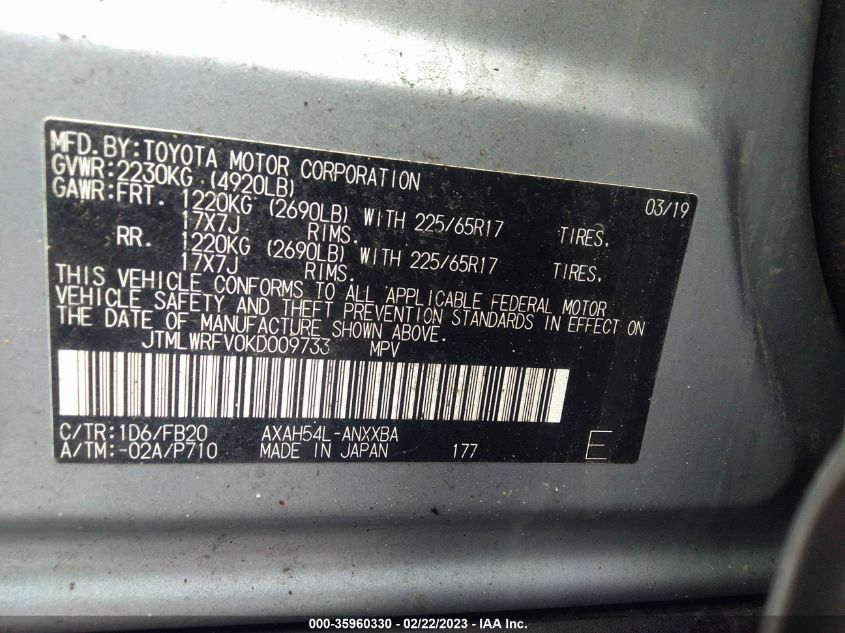 MFD. BY: TOYOTA MOTOR CORPORATION 03/19
GVWR: 2230KG (4920LB)
GAWR: FRT. 1220KG (2690LB) WITH 225/65R17 TIRES,
17X7J RIMS.
RR. 1220KG (2690LB) WITH 225/65R17 TIRES,
17X7J RIMS.
THIS VEHICLE CONFORMS TO ALL APPLICABLE FEDERAL MOTOR
VEHICLE SAFETY AND THEFT PREVENTION STANDARDS IN EFFECT ON
THE DATE OF MANUFACTURE SHOWN ABOVE.
JTMLWRFV0KD009733 MPV
C/TR: 1D6/FB20 AXAH54L-ANXXBA
A/TM: -02A/P710 MADE IN JAPAN 177 E
000-35960330 - 02/22/2023 - IAA Inc.